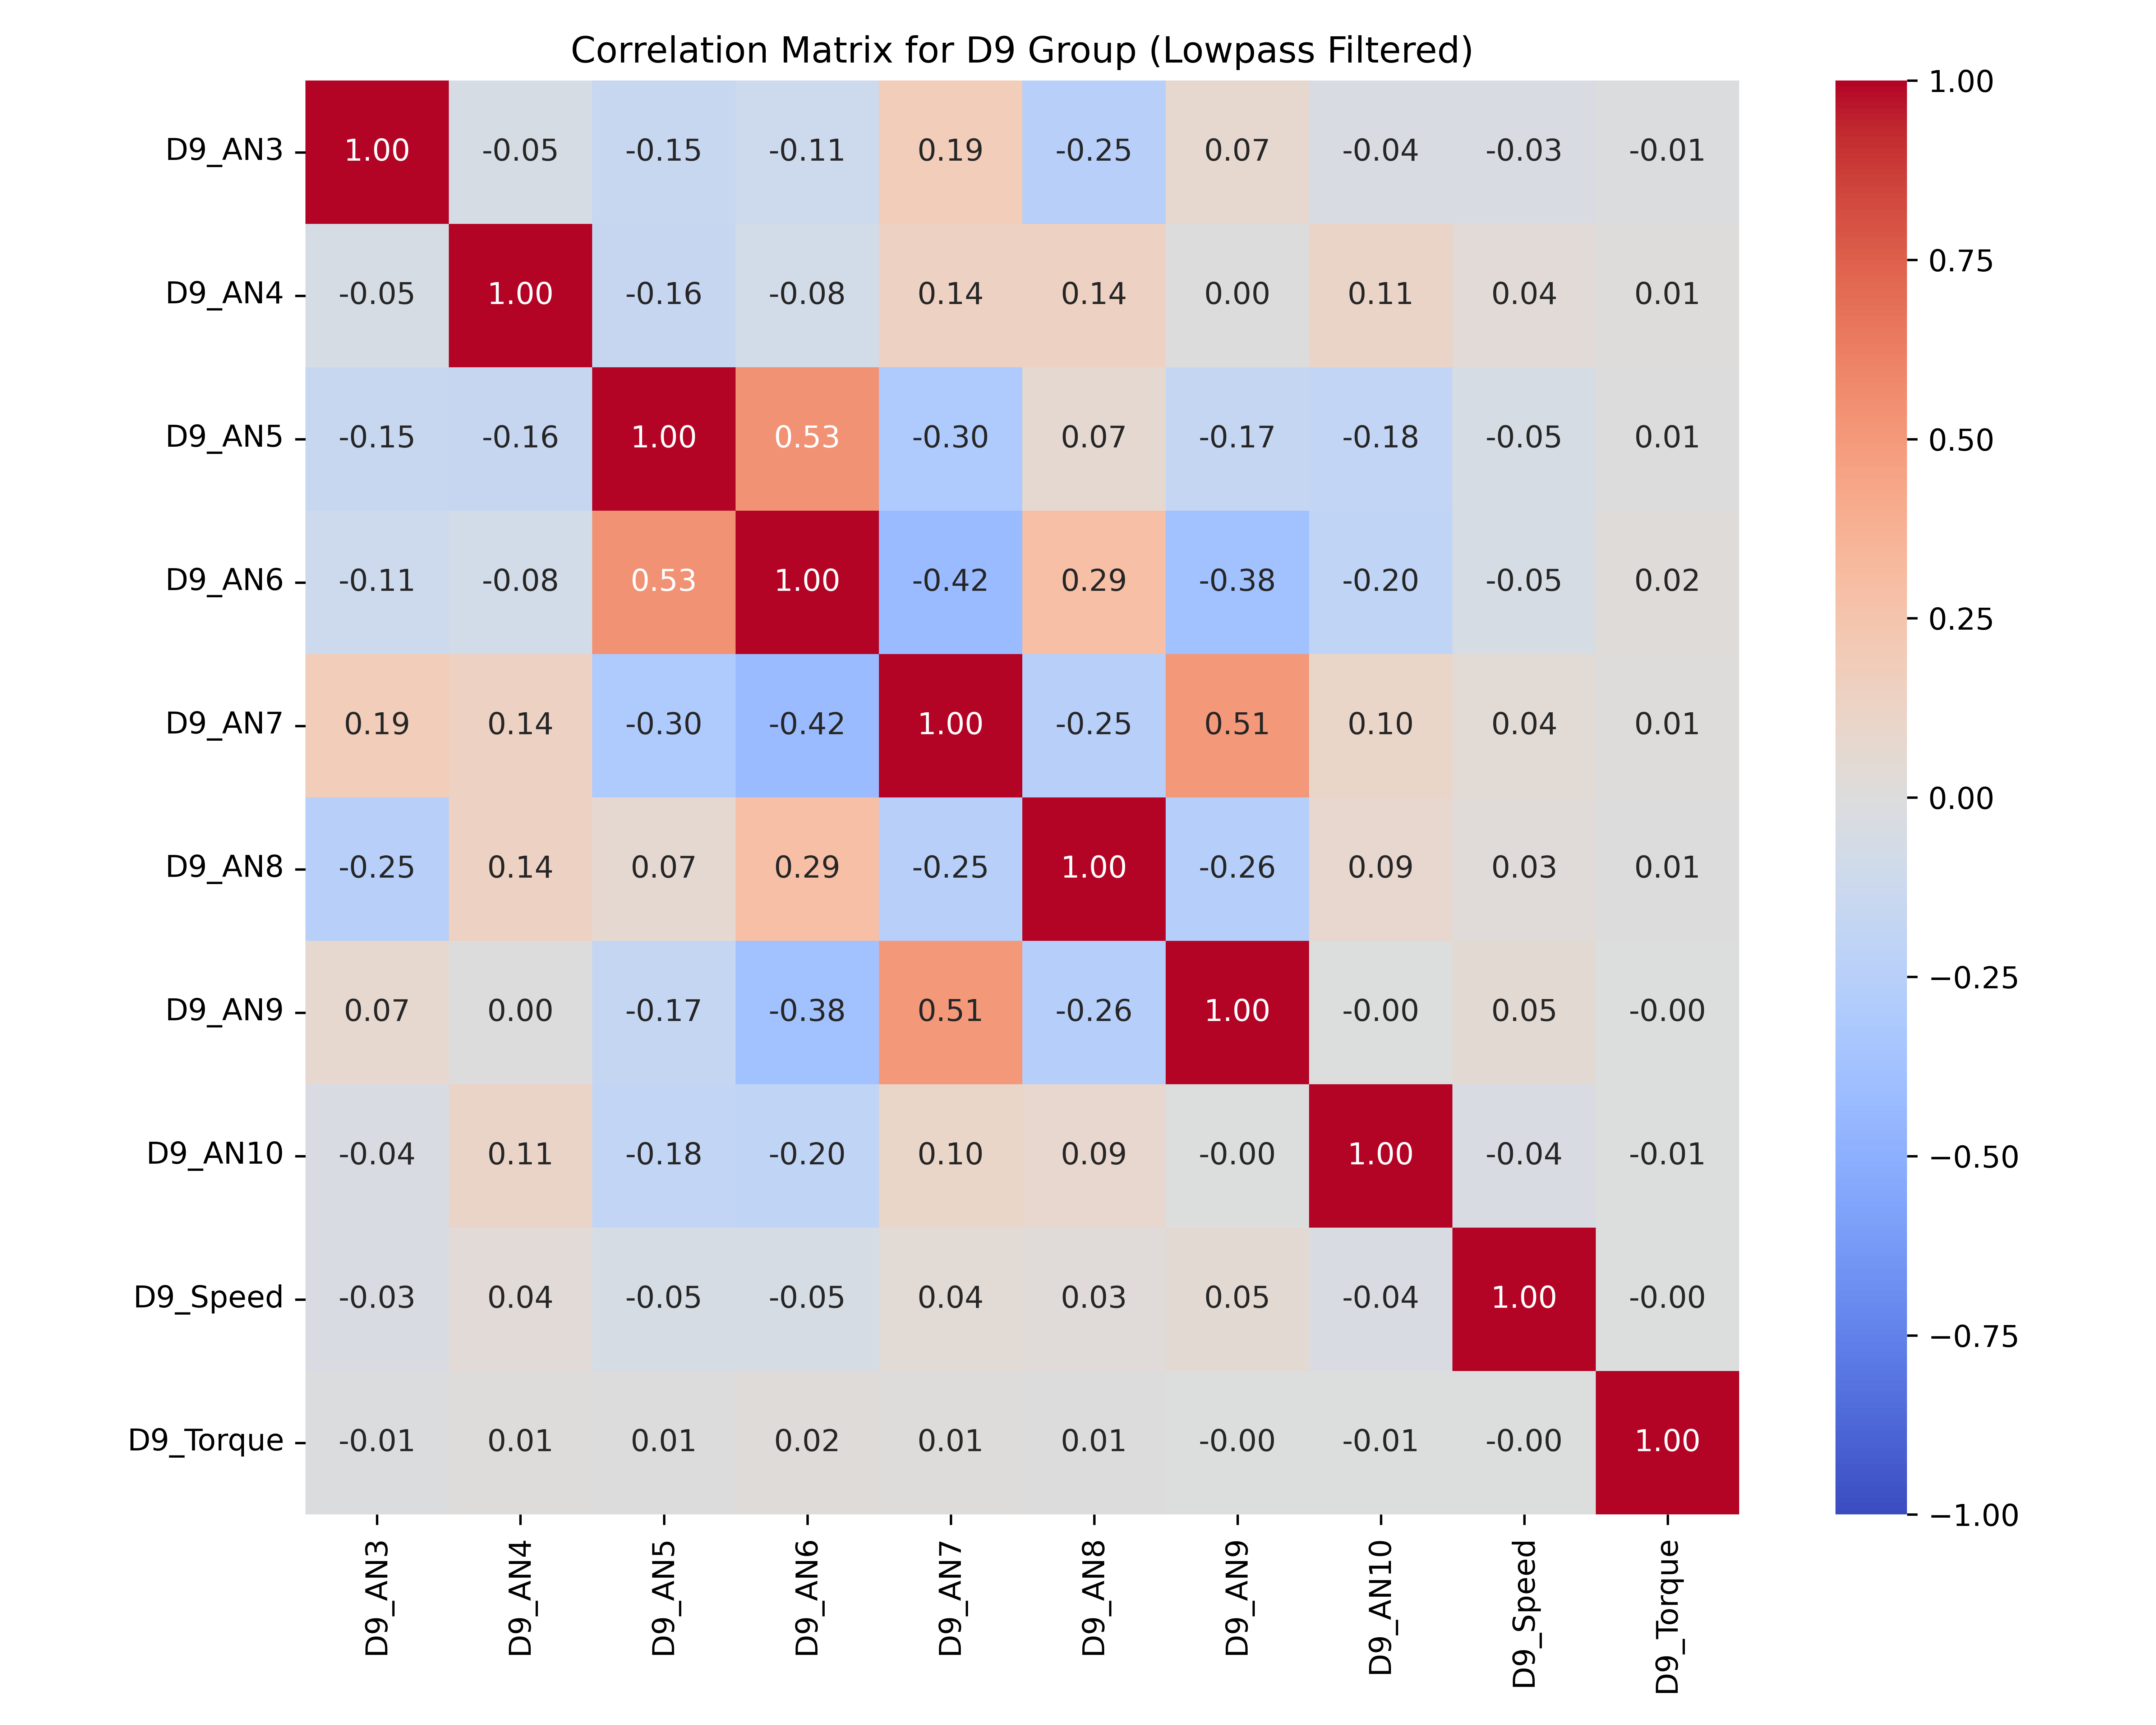 Correlation Matrix for D9 Group (Lowpass Filtered)
D9_AN3 1.00 -0.05 -0.15 -0.11 0.19 -0.25 0.07 -0.04 -0.03 -0.01
D9_AN4 -0.05 1.00 -0.16 -0.08 0.14 0.14 0.00 0.11 0.04 0.01
D9_AN5 -0.15 -0.16 1.00 0.53 -0.30 0.07 -0.17 -0.18 -0.05 0.01
D9_AN6 -0.11 -0.08 0.53 1.00 -0.42 0.29 -0.38 -0.20 -0.05 0.02
D9_AN7 0.19 0.14 -0.30 -0.42 1.00 -0.25 0.51 0.10 0.04 0.01
D9_AN8 -0.25 0.14 0.07 0.29 -0.25 1.00 -0.26 0.09 0.03 0.01
D9_AN9 0.07 0.00 -0.17 -0.38 0.51 -0.26 1.00 -0.00 0.05 -0.00
D9_AN10 -0.04 0.11 -0.18 -0.20 0.10 0.09 -0.00 1.00 -0.04 -0.01
D9_Speed -0.03 0.04 -0.05 -0.05 0.04 0.03 0.05 -0.04 1.00 -0.00
D9_Torque -0.01 0.01 0.01 0.02 0.01 0.01 -0.00 -0.01 -0.00 1.00
D9_AN3 D9_AN4 D9_AN5 D9_AN6 D9_AN7 D9_AN8 D9_AN9 D9_AN10 D9_Speed D9_Torque
1.00
0.75
0.50
0.25
0.00
−0.25
−0.50
−0.75
−1.00